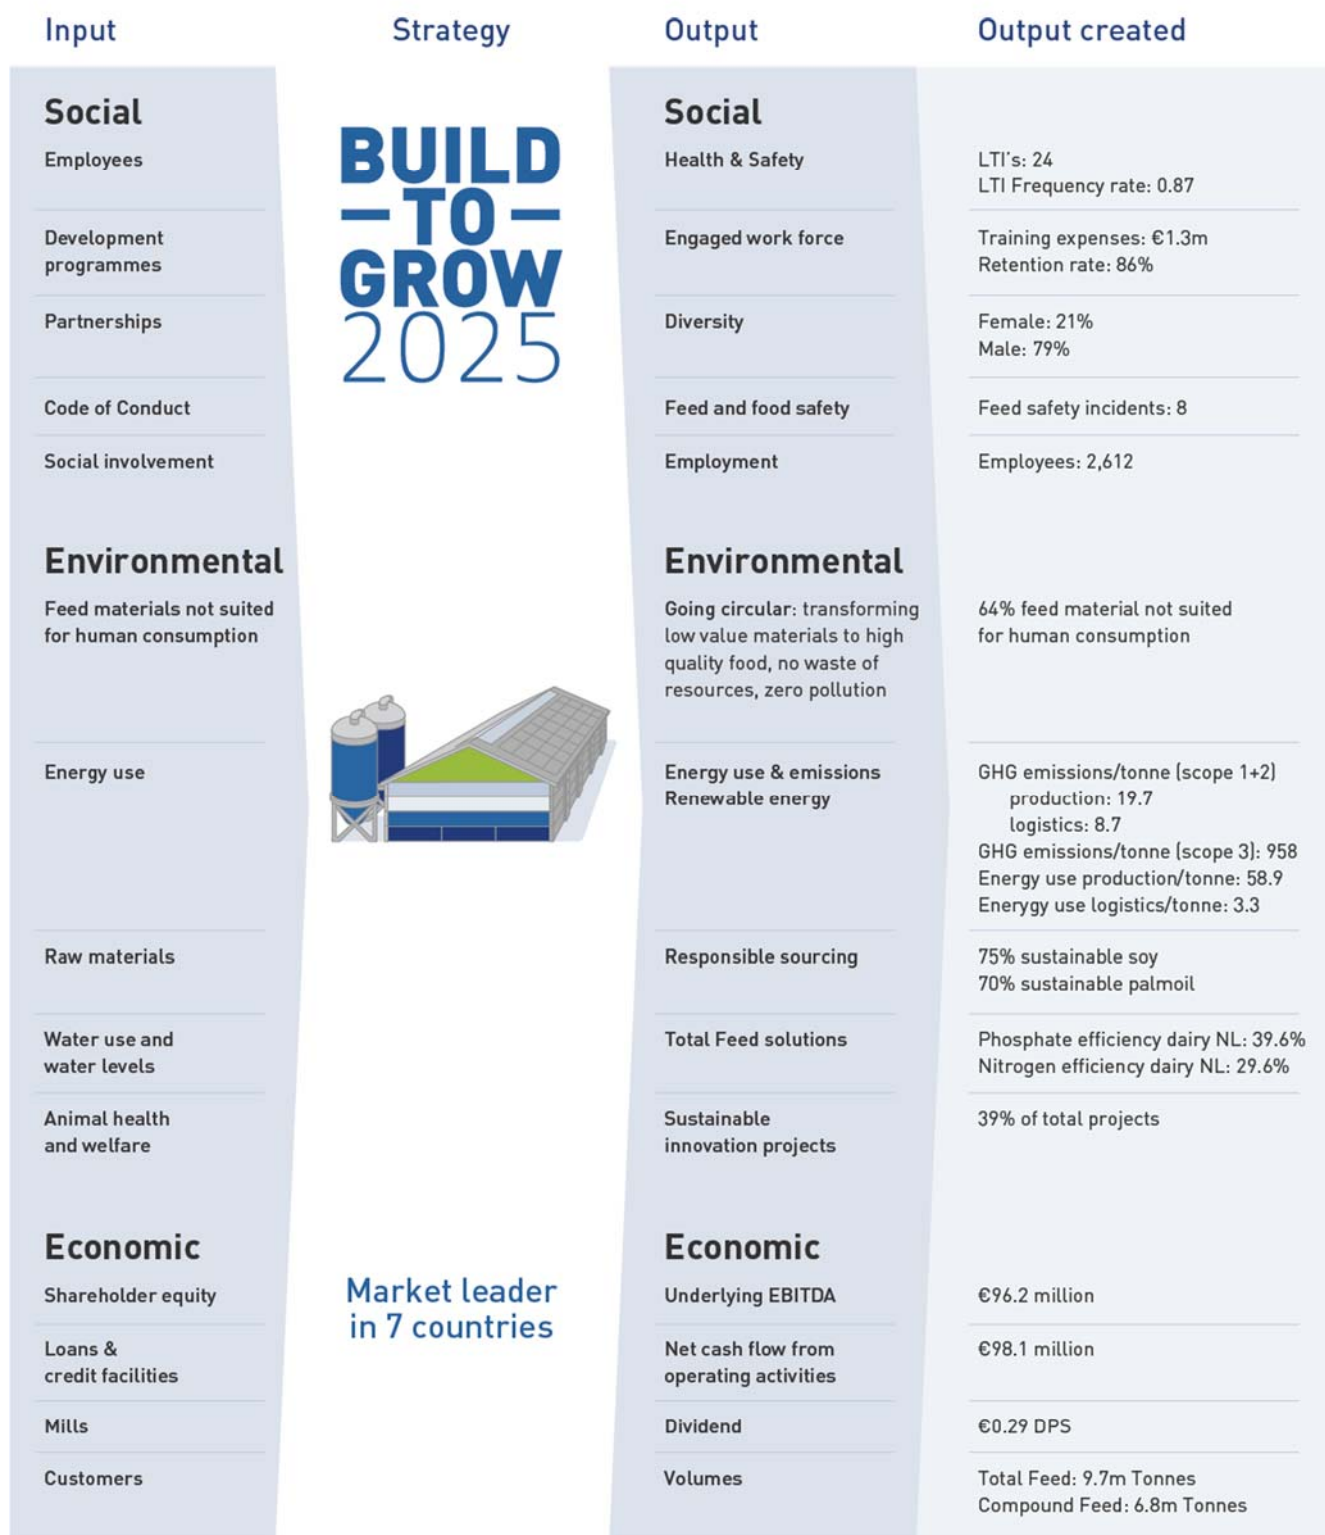 Input
Strategy
Output
Output created
Social
Employees
Development
programmes
Partnerships
Code of Conduct
Social involvement
Environmental
Feed materials not suited
for human consumption
Energy use
Raw materials
Water use and
water levels
Animal health
and welfare
Economic
Shareholder equity
Loans &
credit facilities
Mills
Customers
BUILD
– TO –
GROW
2025
Market leader
in 7 countries
Social
Health & Safety
LTI's: 24
LTI Frequency rate: 0.87
Engaged work force
Training expenses: €1.3m
Retention rate: 86%
Diversity
Female: 21%
Male: 79%
Feed and food safety
Feed safety incidents: 8
Employment
Employees: 2,612
Environmental
Going circular: transforming
low value materials to high
quality food, no waste of
resources, zero pollution
64% feed material not suited
for human consumption
Energy use & emissions
Renewable energy
GHG emissions/tonne (scope 1+2)
production: 19.7
logistics: 8.7
GHG emissions/tonne (scope 3): 958
Energy use production/tonne: 58.9
Enerygy use logistics/tonne: 3.3
Responsible sourcing
75% sustainable soy
70% sustainable palmoil
Total Feed solutions
Phosphate efficiency dairy NL: 39.6%
Nitrogen efficiency dairy NL: 29.6%
Sustainable
innovation projects
39% of total projects
Economic
Underlying EBITDA
€96.2 million
Net cash flow from
operating activities
€98.1 million
Dividend
€0.29 DPS
Volumes
Total Feed: 9.7m Tonnes
Compound Feed: 6.8m Tonnes